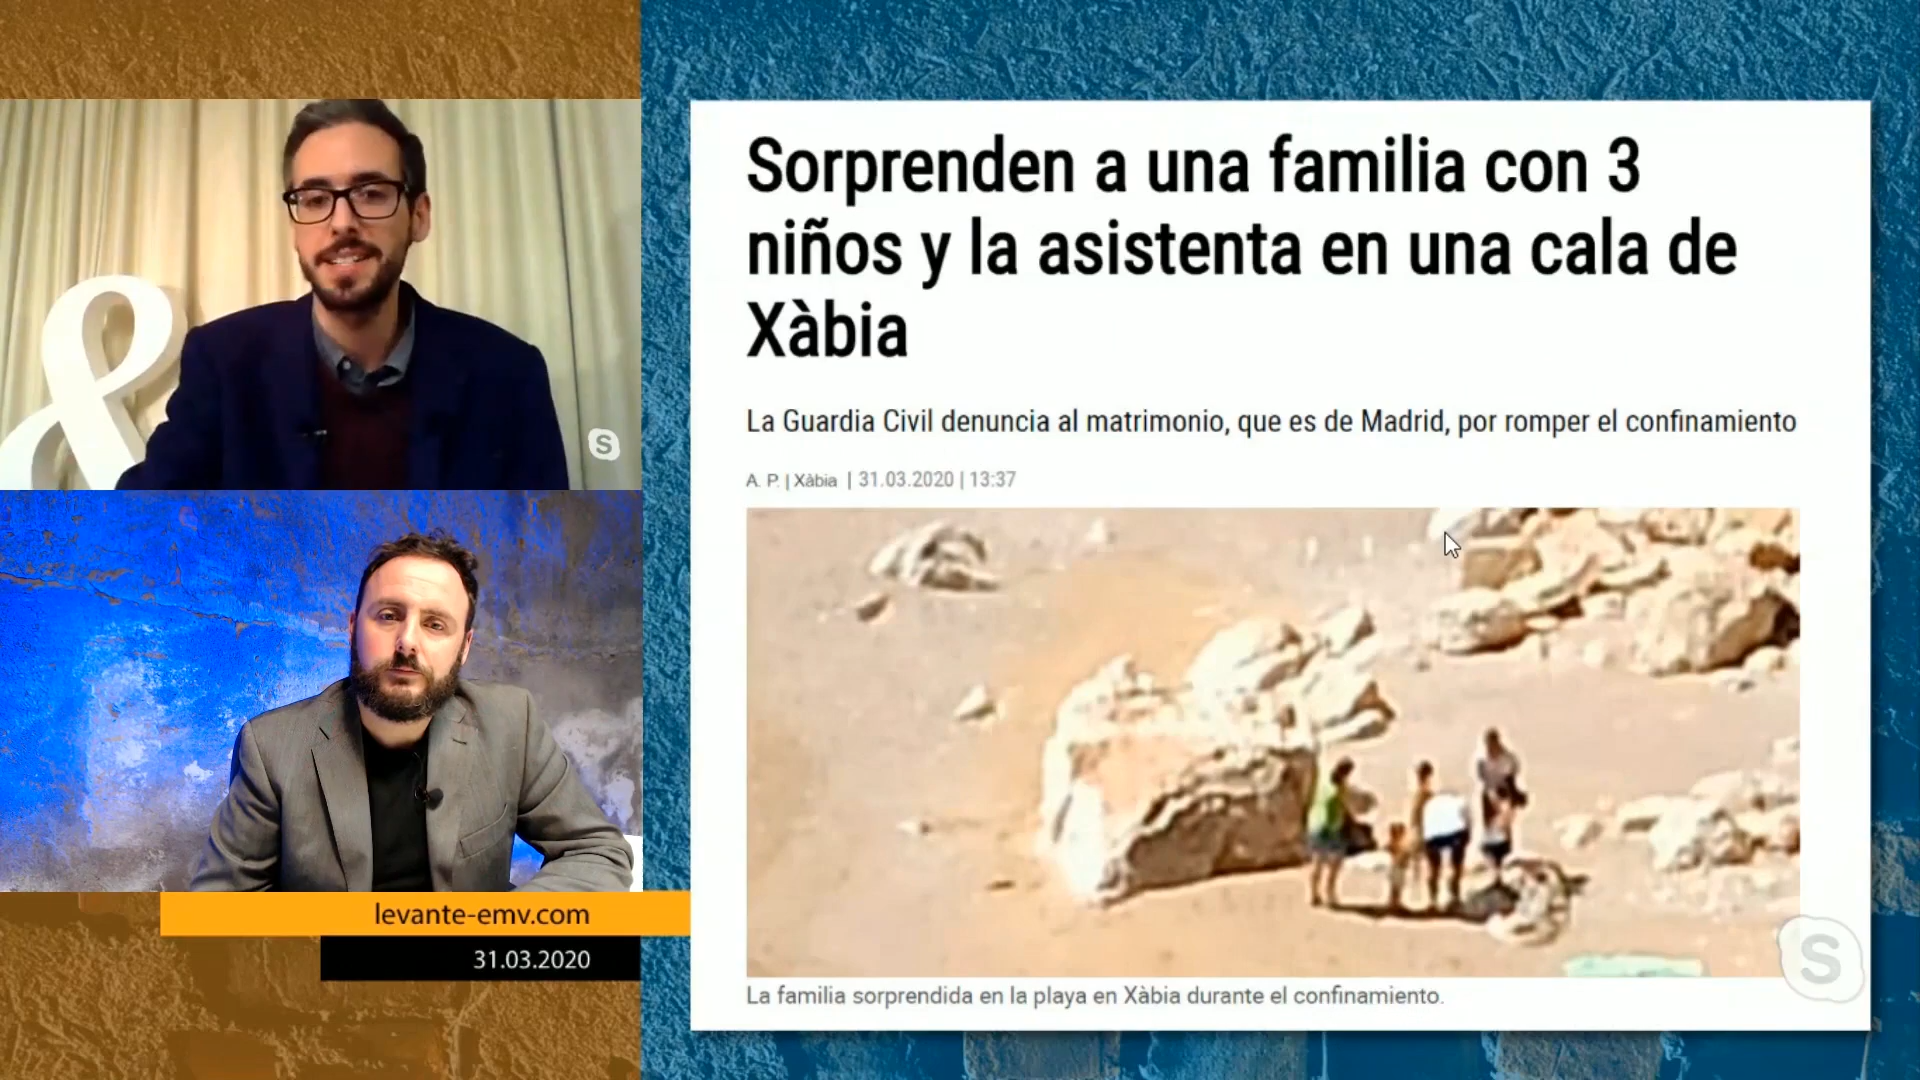 Sorprenden a una familia con 3
niños y la asistenta en una cala de
Xàbia
La Guardia Civil denuncia al matrimonio, que es de Madrid, por romper el confinamiento
A. P. | Xàbia | 31.03.2020 | 13:37
La familia sorprendida en la playa en Xàbia durante el confinamiento.
levante-emv.com
31.03.2020
&
S
S